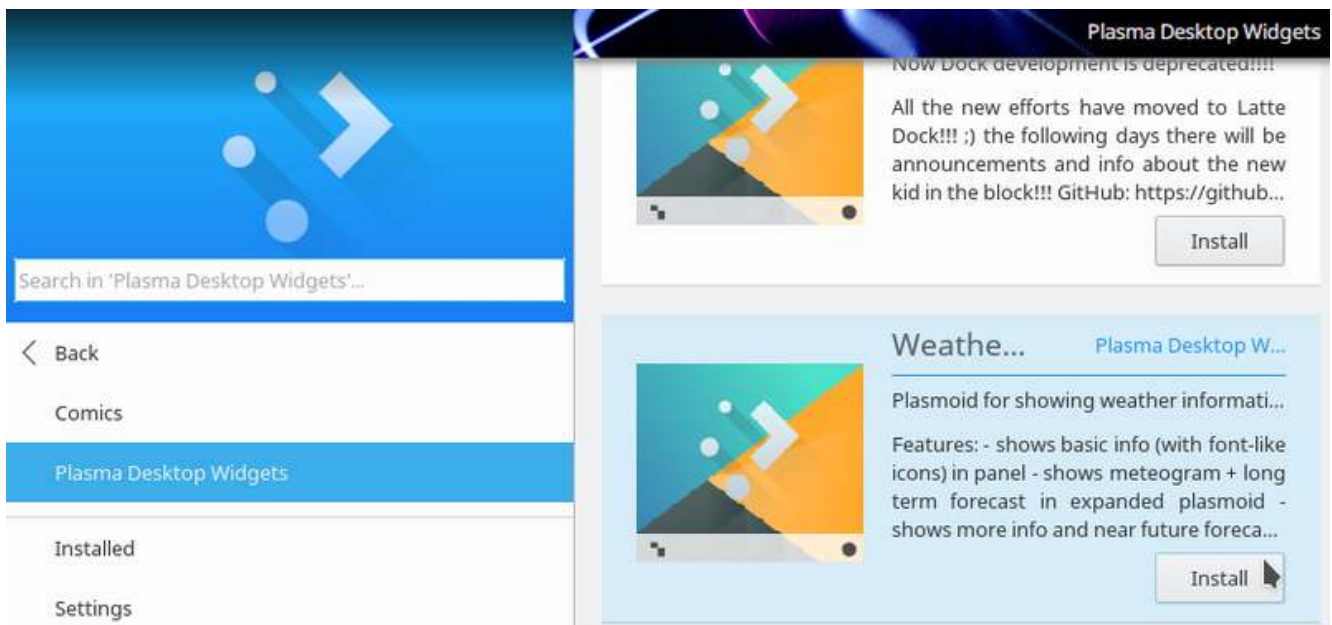 Plasma Desktop Widgets
Search in 'Plasma Desktop Widgets'...
Back
Comics
Plasma Desktop Widgets
Installed
Settings
Now Dock development is deprecated!!!!
All the new efforts have moved to Latte
Dock!!! ;) the following days there will be
announcements and info about the new
kid in the block!!! GitHub: https://github...
Install
Weathe...
Plasma Desktop W...
Plasmoid for showing weather informati...
Features: - shows basic info (with font-like
icons) in panel - shows meteogram + long
term forecast in expanded plasmoid -
shows more info and near future foreca...
Install